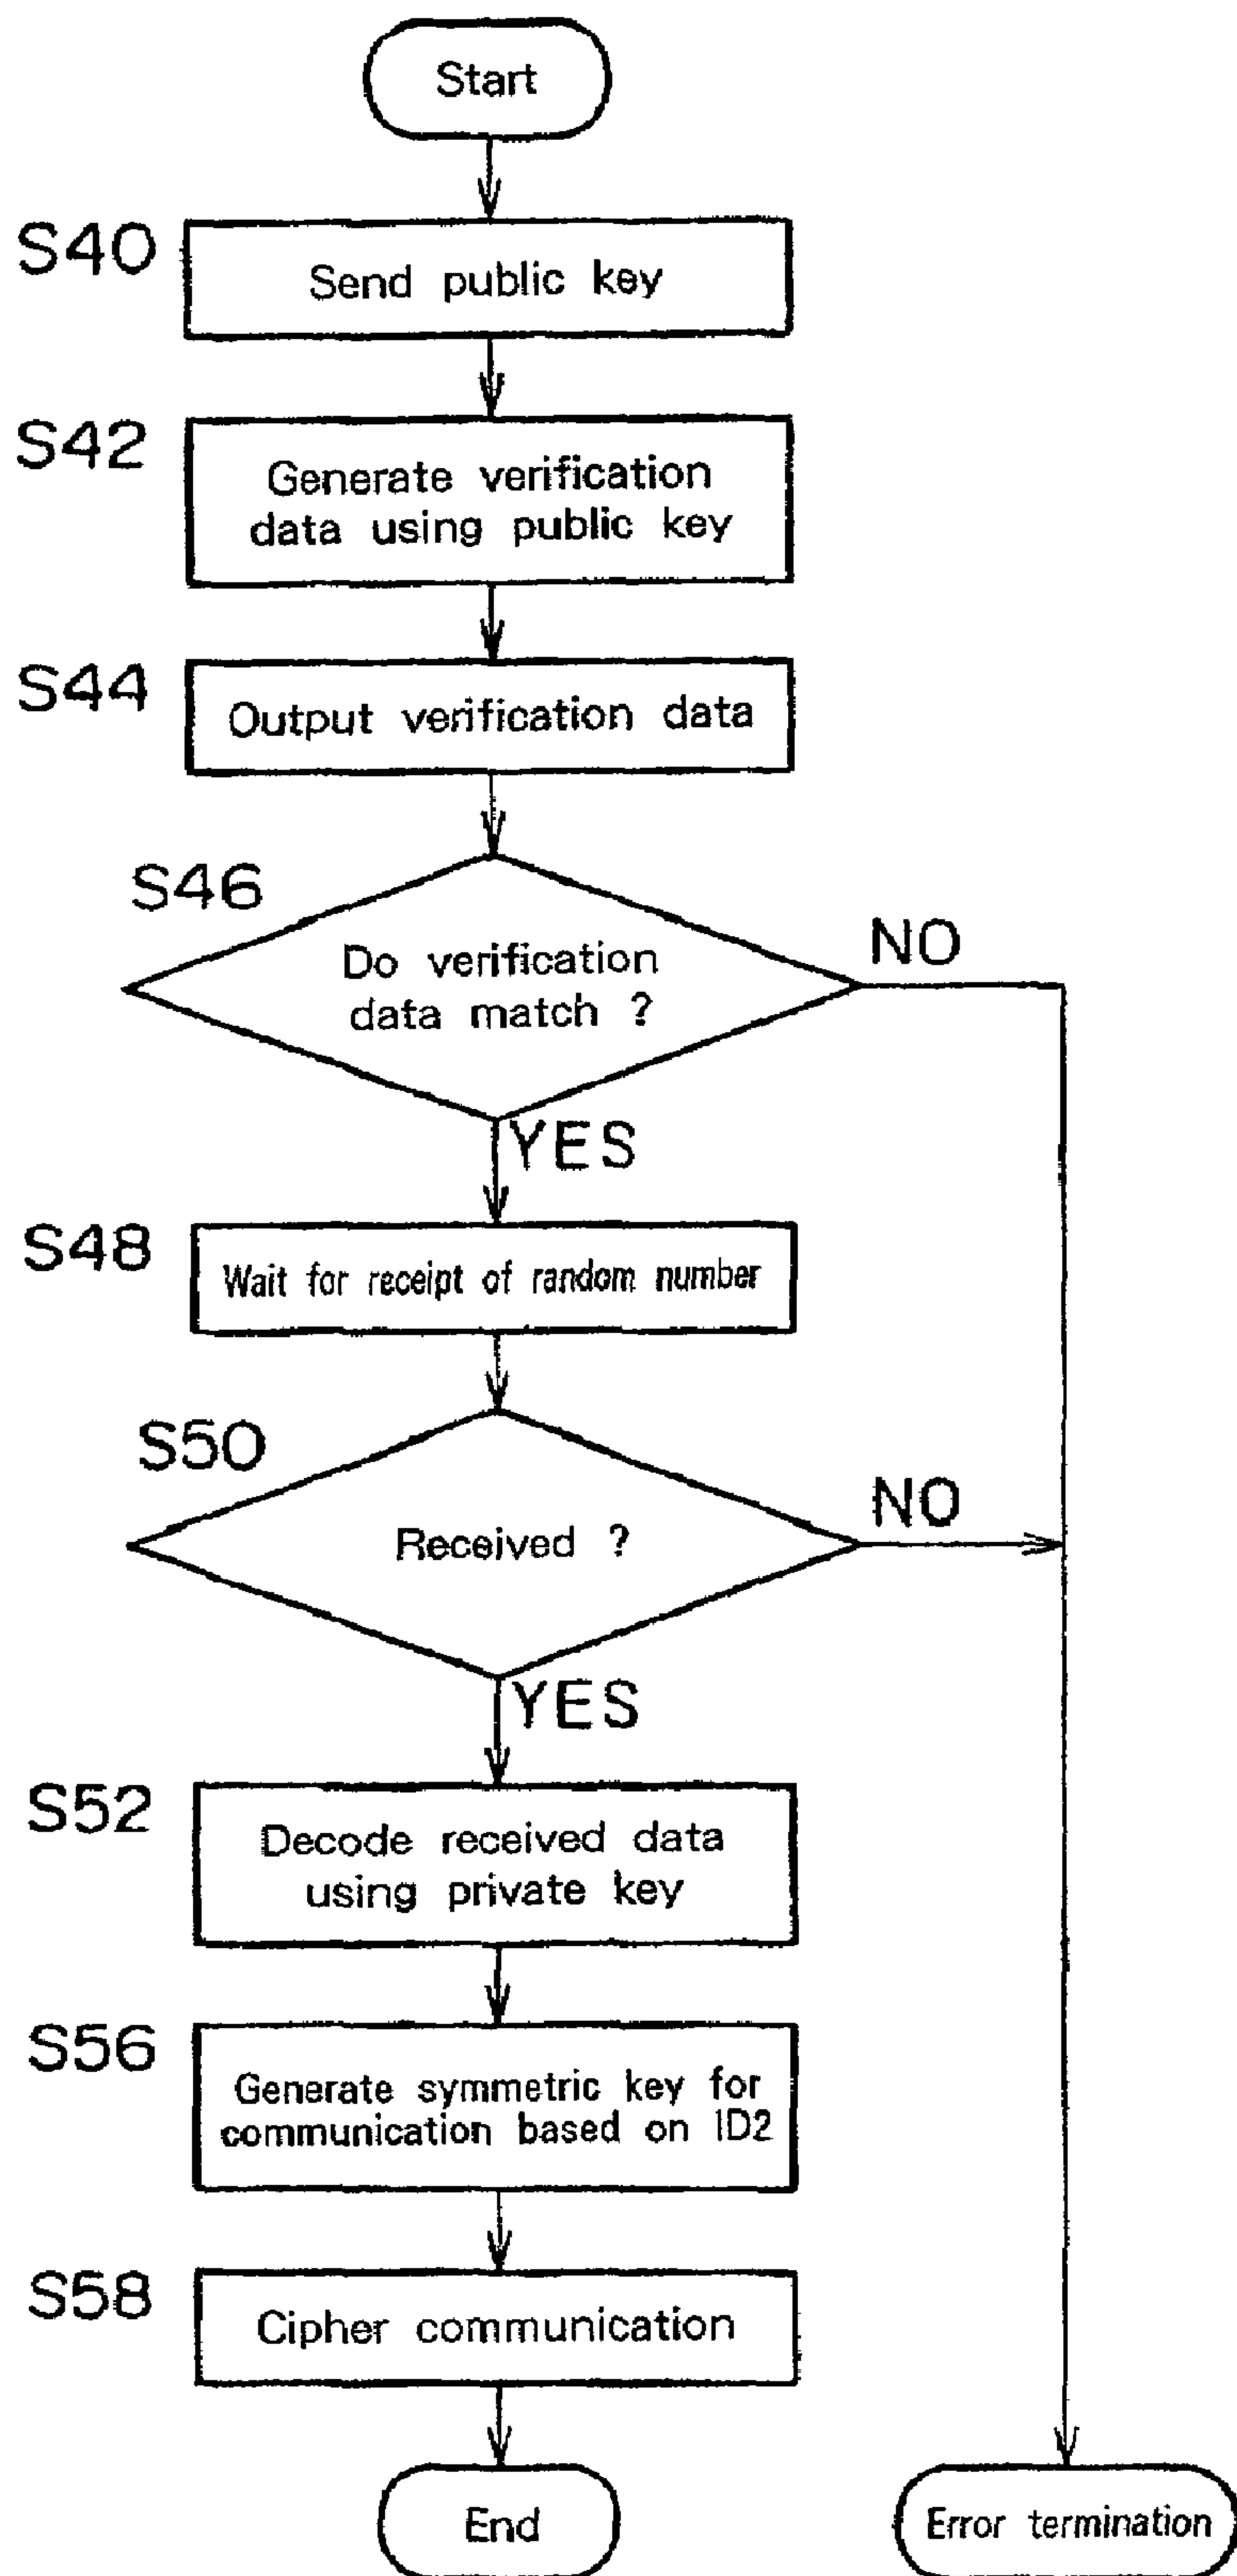 Start
S40
Send public key
S42
Generate verification
data using public key
S44
Output verification data
S46
Do verification
data match ?
NO
YES
S48
Wait for receipt of random number
S50
Received ?
NO
YES
S52
Decode received data
using private key
S56
Generate symmetric key for
communication based on ID2
S58
Cipher communication
End
Error termination